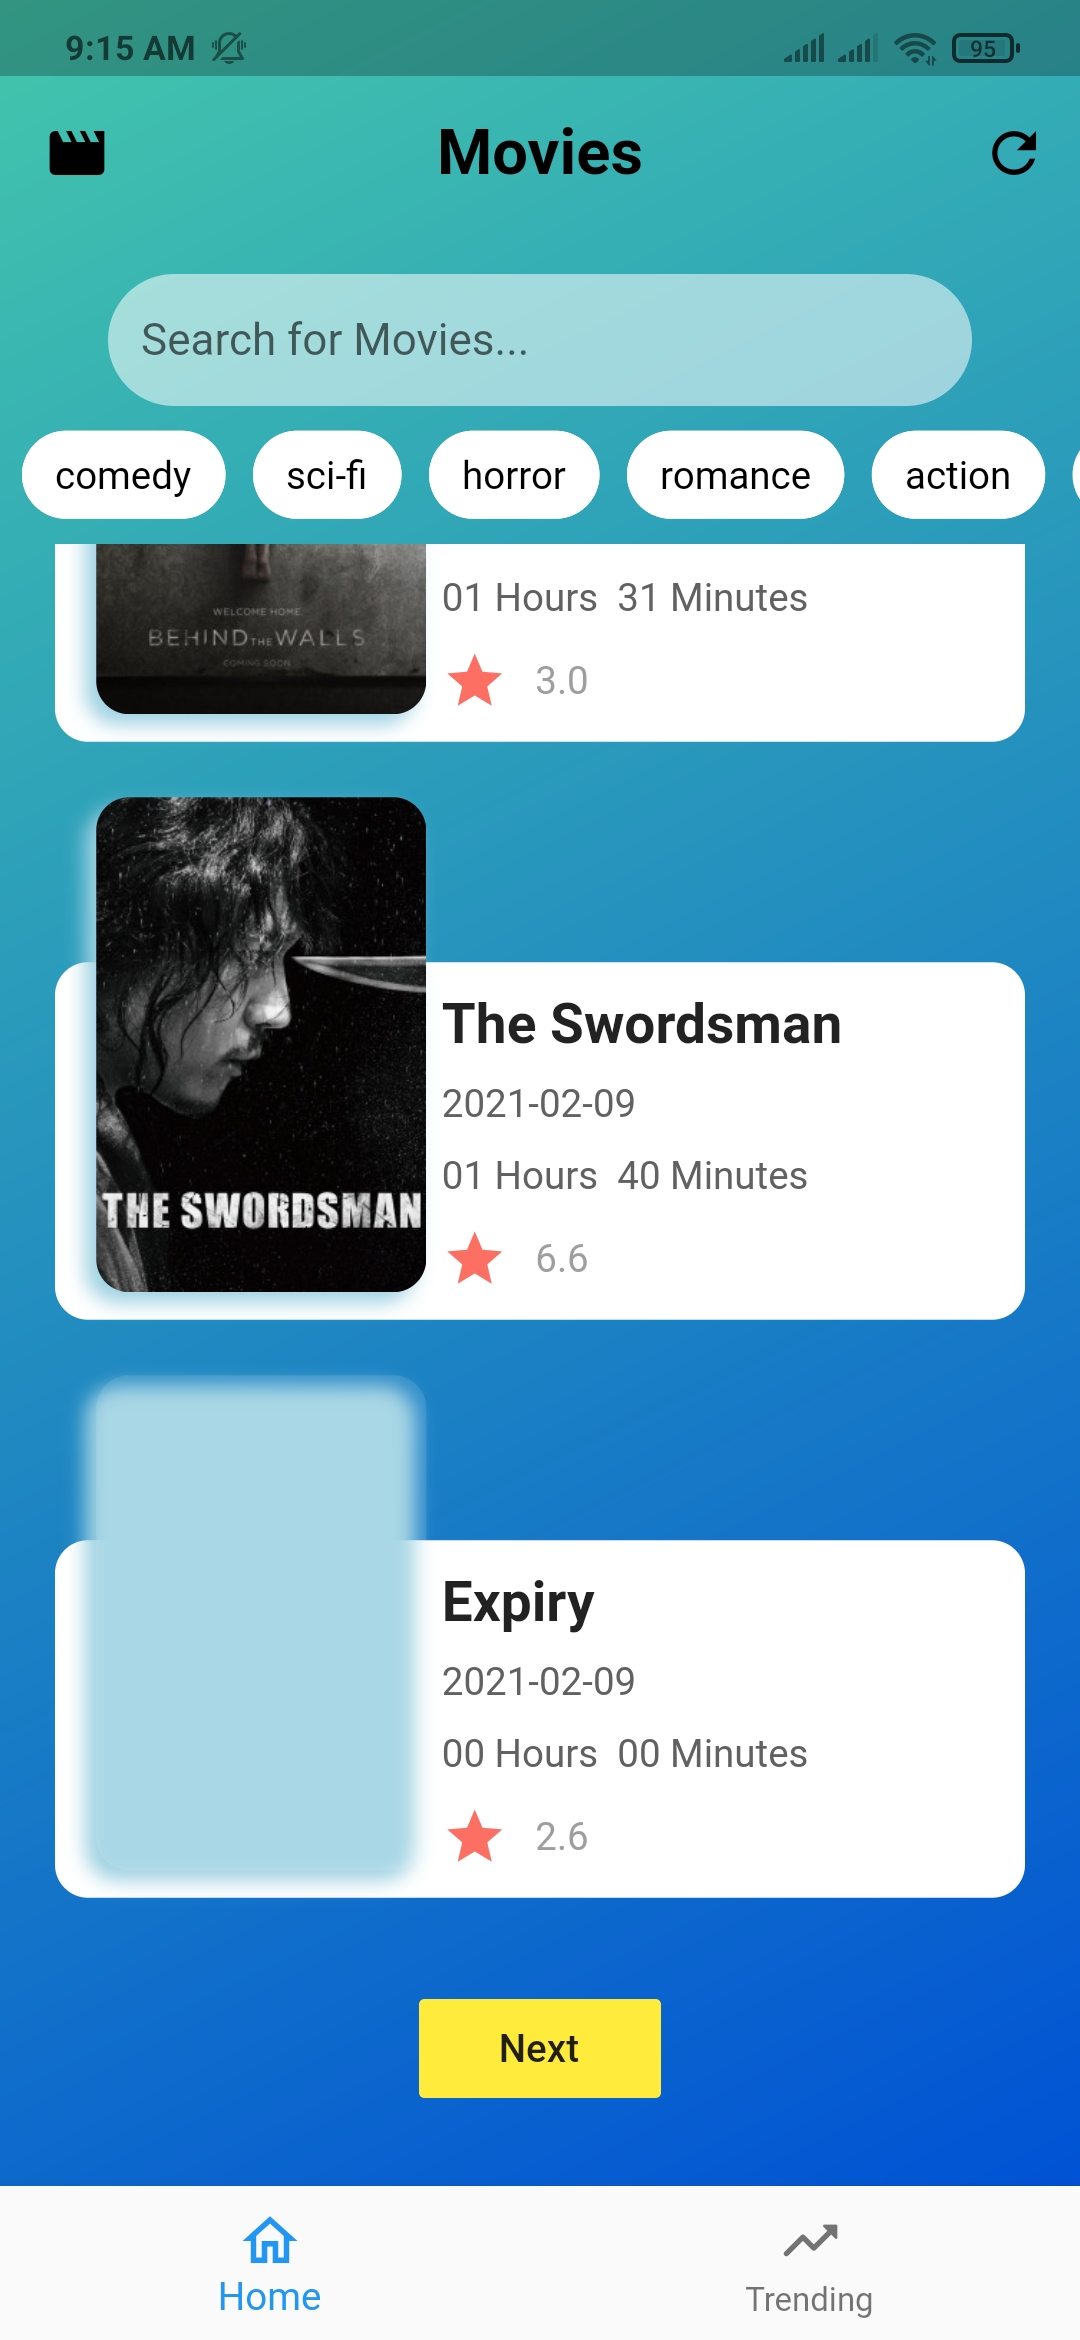 9:15 AM
95
Movies
Search for Movies...
comedy
sci-fi
horror
romance
action
WELCOME HOME
BEHIND THE WALLS
COMING SOON
01 Hours 31 Minutes
3.0
THE SWORDSMAN
The Swordsman
2021-02-09
01 Hours 40 Minutes
6.6
Expiry
2021-02-09
00 Hours 00 Minutes
2.6
Next
Home
Trending